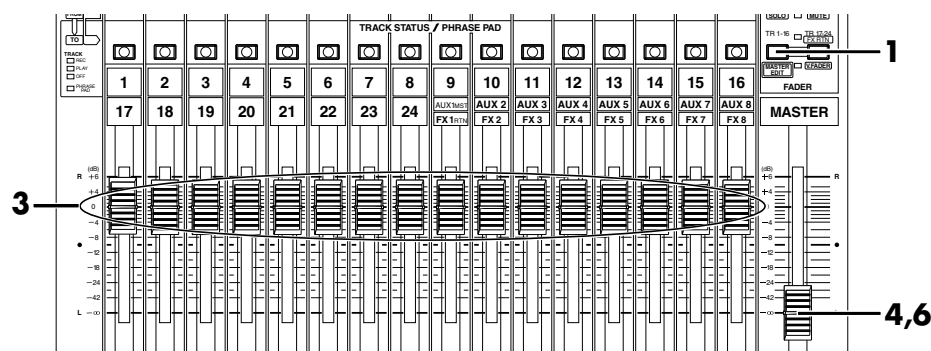 SOLO MUTE
TRACK STATUS / PHRASE PAD
TO
TR 1-16 TR 17-24
FX RTN
1
TRACK
REC
PLAY
OFF
PHRASE
PAD
MASTER
EDIT
V.FADER
FADER
1 2 3 4 5 6 7 8 9 10 11 12 13 14 15 16
17 18 19 20 21 22 23 24
AUX1MST AUX 2 AUX 3 AUX 4 AUX 5 AUX 6 AUX 7 AUX 8
FX1RTN FX 2 FX 3 FX 4 FX 5 FX 6 FX 7 FX 8
MASTER
(dB) (dB)
R +6 +6 R
+4 +4
3
0 0
−4 −4
−8 −8
−12 −12
−18 −18
−24 −24
−42 −42
L −∞ −∞
4,6